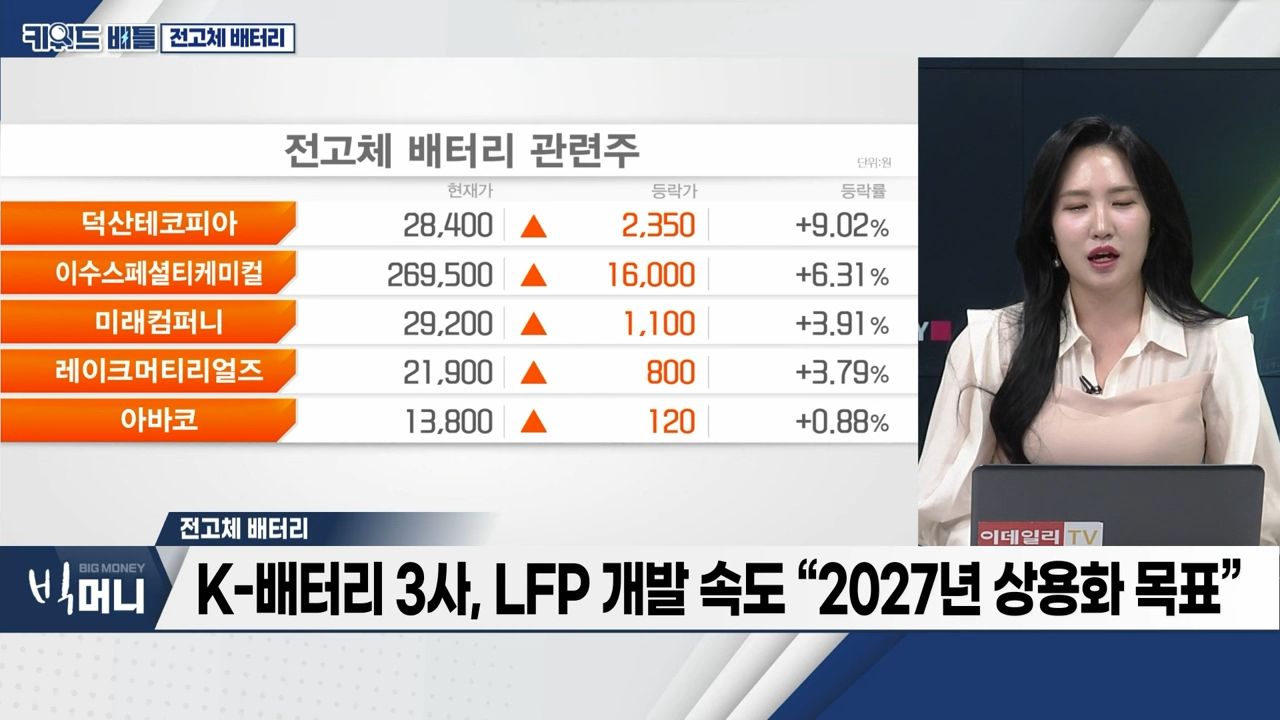 키워드 배틀 전고체 배터리
전고체 배터리 관련주
단위:원
현재가 등락가 등락률
덕산테코피아 28,400 ▲ 2,350 +9.02%
이수스페셜티케미컬 269,500 ▲ 16,000 +6.31%
미래컴퍼니 29,200 ▲ 1,100 +3.91%
레이크머티리얼즈 21,900 ▲ 800 +3.79%
아바코 13,800 ▲ 120 +0.88%
Y
이데일리 TV
전고체 배터리
BIG MONEY
빅머니
K-배터리 3사, LFP 개발 속도 “2027년 상용화 목표”